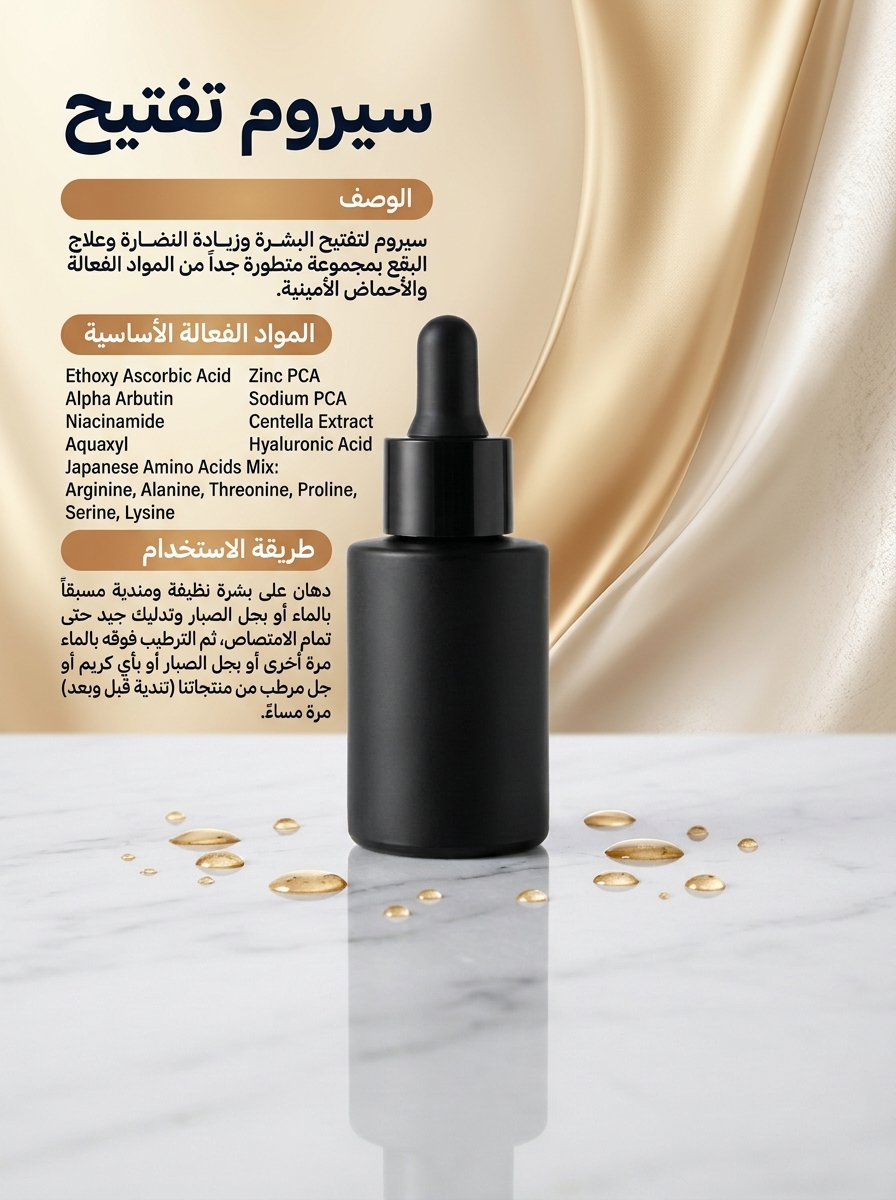 سيروم تفتيح
الوصف
سيروم لتفتيح البشـرة وزيـادة النضـارة وعلاج
البقع بمجموعة متطورة جداً من المواد الفعالة
والأحماض الأمينية.
المواد الفعالة الأساسية
Ethoxy Ascorbic Acid Zinc PCA
Alpha Arbutin Sodium PCA
Niacinamide Centella Extract
Aquaxyl Hyaluronic Acid
Japanese Amino Acids Mix:
Arginine, Alanine, Threonine, Proline,
Serine, Lysine
طريقة الاستخدام
دهان على بشرة نظيفة ومندية مسبقاً
بالماء أو بجل الصبار وتدليك جيد حتى
تمام الامتصاص، ثم الترطيب فوقه بالماء
مرة أخرى أو بجل الصبار أو بأي كريم أو
جل مرطب من منتجاتنا (تندية قبل وبعد)
مرة مساءً.